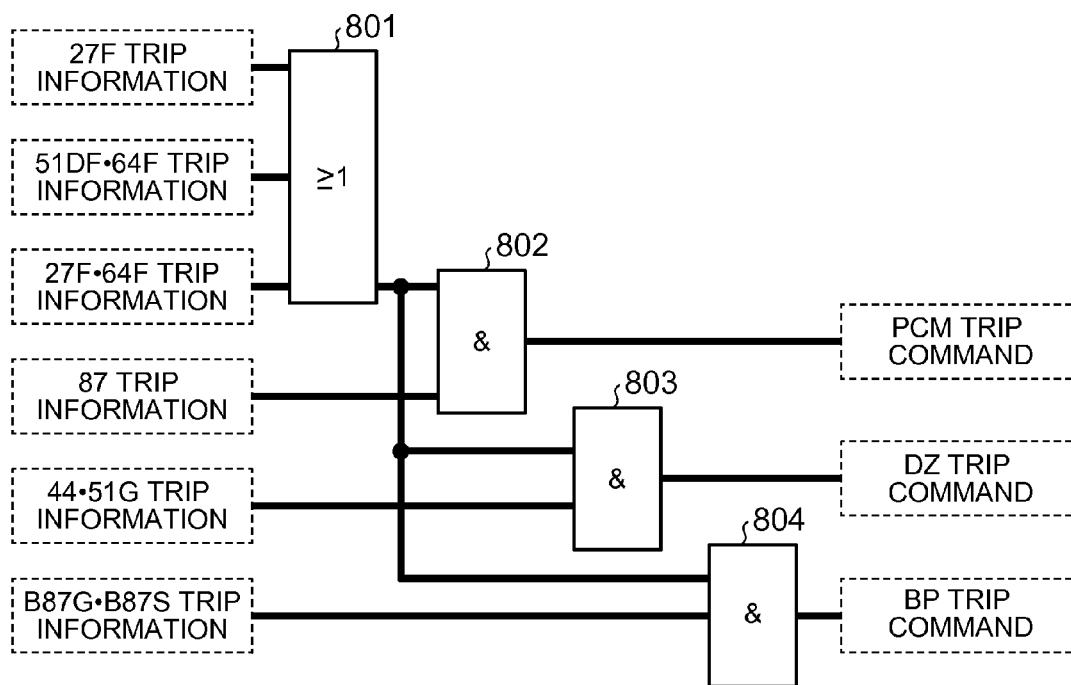 801
27F TRIP
INFORMATION
51DF•64F TRIP
INFORMATION
≥1
27F•64F TRIP
INFORMATION
802
&
PCM TRIP
COMMAND
87 TRIP
INFORMATION
803
&
DZ TRIP
COMMAND
44•51G TRIP
INFORMATION
804
&
B87G•B87S TRIP
INFORMATION
BP TRIP
COMMAND